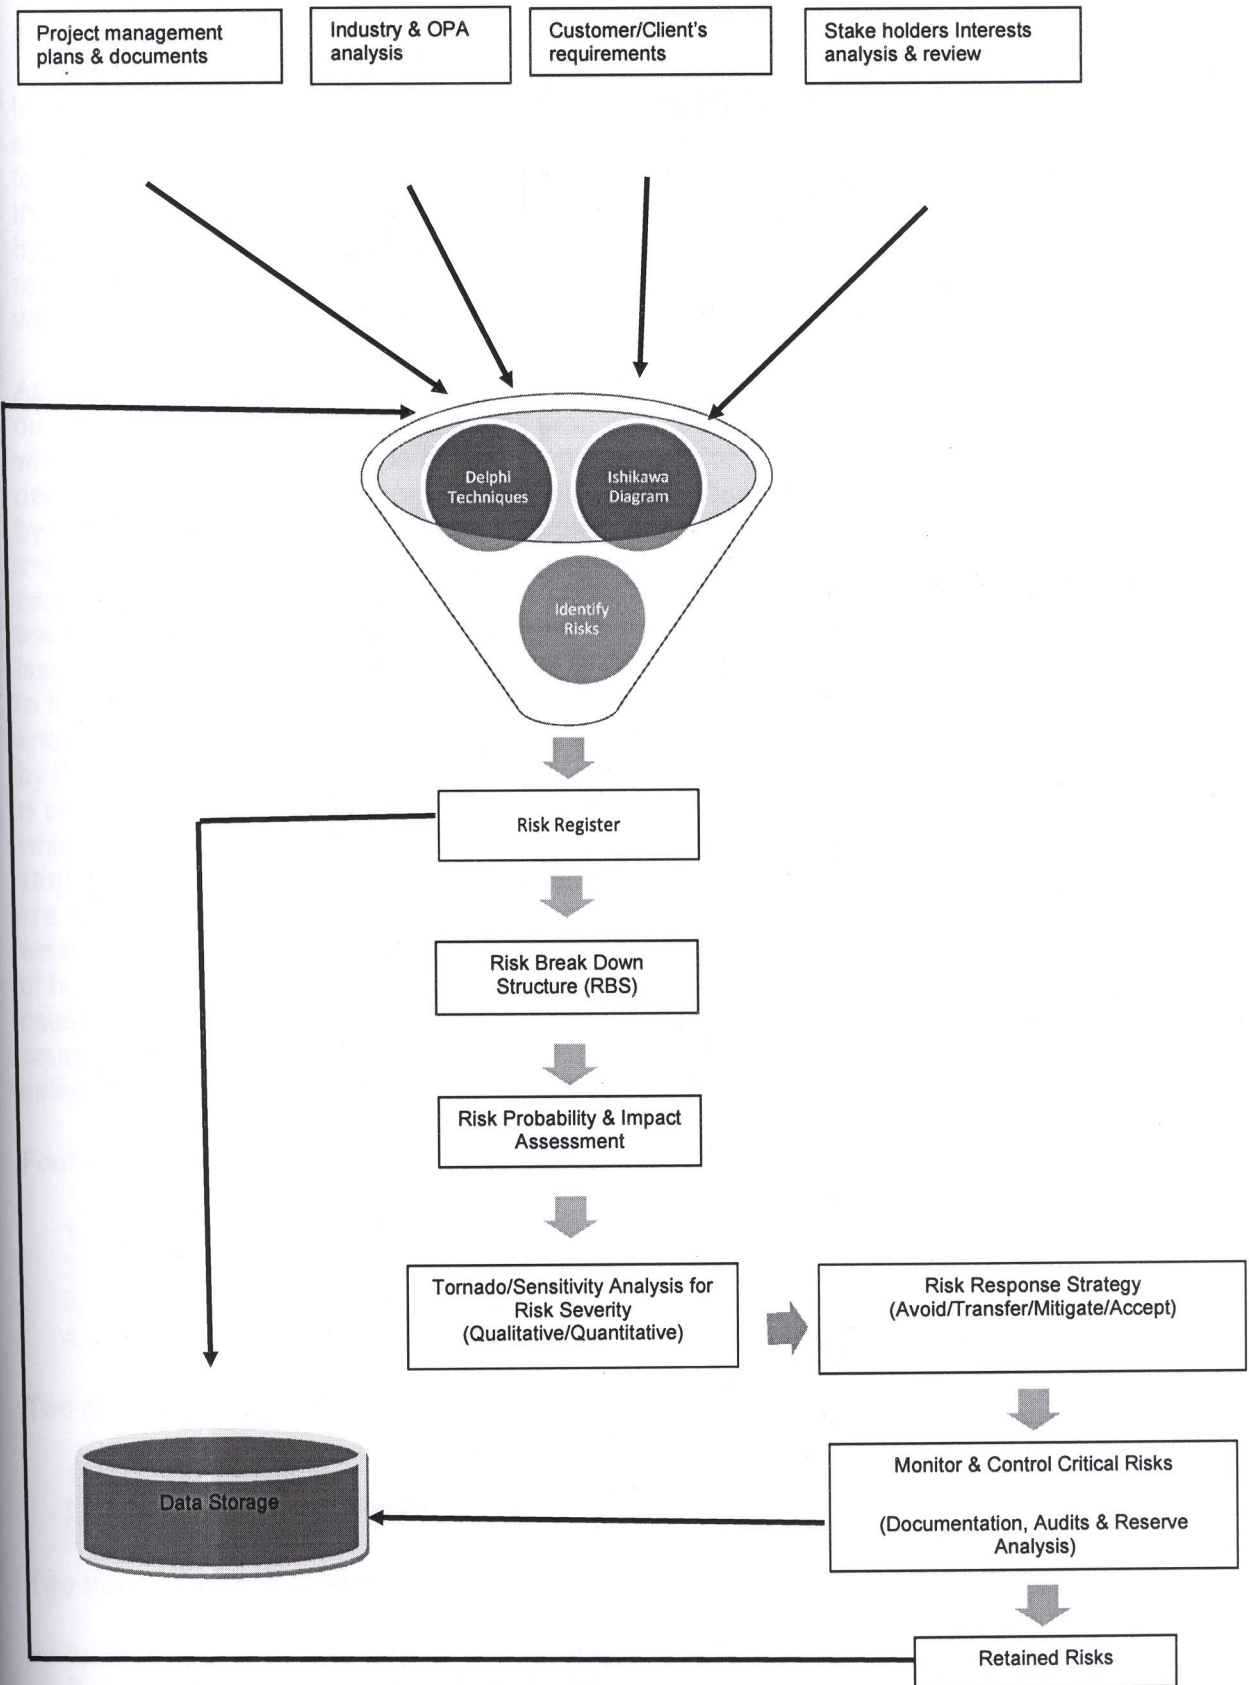 Project management
plans & documents
Industry & OPA
analysis
Customer/Client's
requirements
Stake holders Interests
analysis & review
Delphi
Techniques
Ishikawa
Diagram
Identify
Risks
Risk Register
Risk Break Down
Structure (RBS)
Risk Probability & Impact
Assessment
Tornado/Sensitivity Analysis for
Risk Severity
(Qualitative/Quantitative)
Risk Response Strategy
(Avoid/Transfer/Mitigate/Accept)
Monitor & Control Critical Risks
(Documentation, Audits & Reserve
Analysis)
Data Storage
Retained Risks